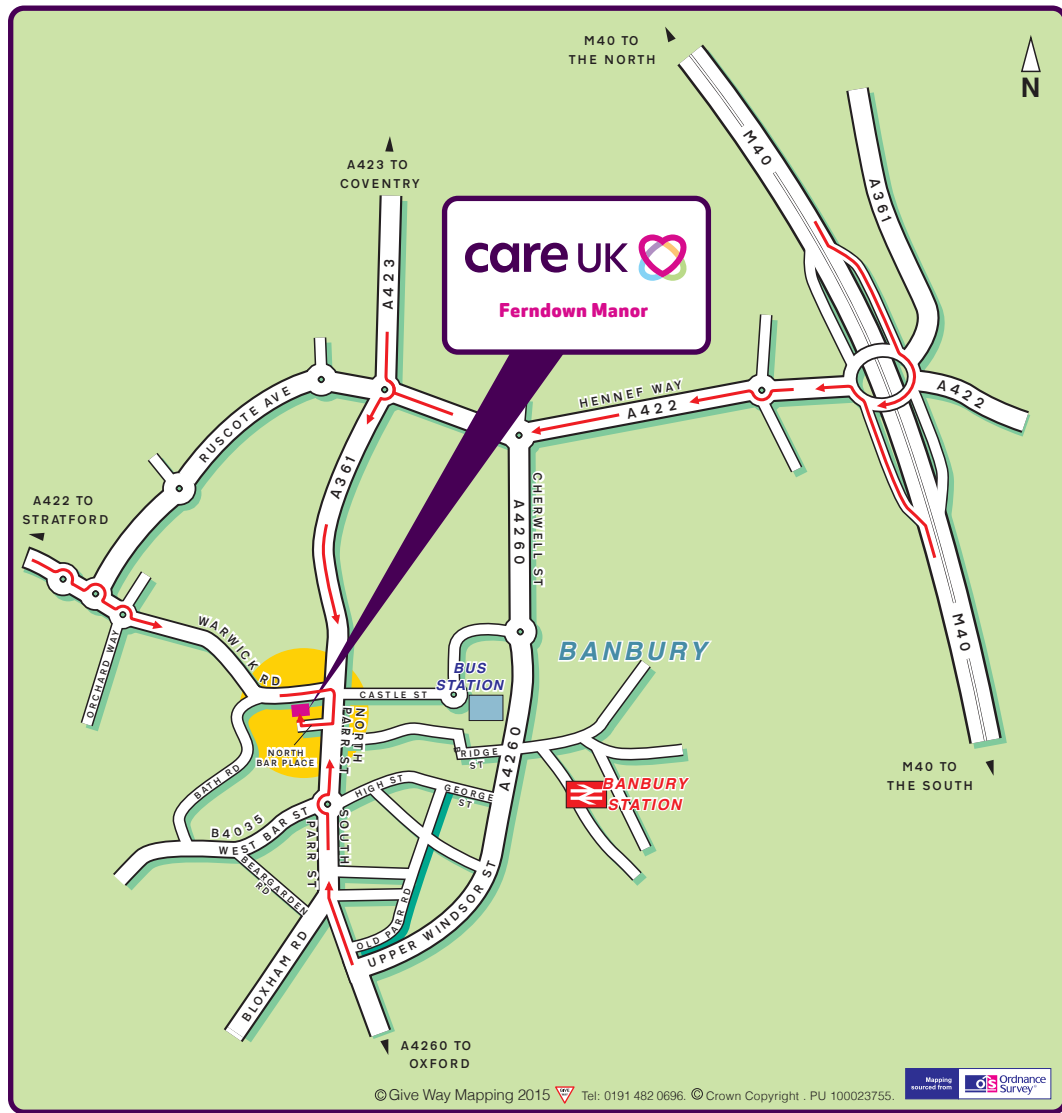 M40 TO
THE NORTH
N
M40
A361
A423 TO
COVENTRY
A423
care UK
Ferndown Manor
HENNEF WAY
A422
A422
RUSCOTE AVE
A361
A4260
CHERWELL ST
A422 TO
STRATFORD
WARWICK RD
ORCHARD WAY
BANBURY
BUS
STATION
CASTLE ST
M40
NORTH
PARR ST
NORTH
BAR PLACE
BRIDGE
ST
A4260
BATH RD
HIGH ST
GEORGE
ST
BANBURY
STATION
M40 TO
THE SOUTH
B4035
WEST BAR ST
SOUTH
PARR ST
BEARGARDEN
RD
OLD PARR RD
UPPER WINDSOR ST
BLOXHAM RD
A4260 TO
OXFORD
© Give Way Mapping 2015 GIVE WAY Tel: 0191 482 0696. © Crown Copyright . PU 100023755.
Mapping
sourced from
OS Ordnance
Survey